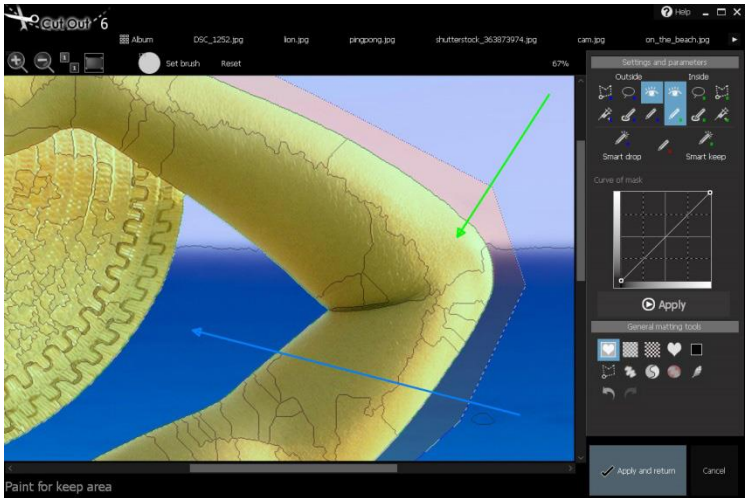 CutOut 6
Help
Album
DSC_1252.jpg
lion.jpg
pingpong.jpg
shutterstock_363873974.jpg
cam.jpg
on_the_beach.jpg
Set brush
Reset
67%
Settings and parameters
Outside
Inside
Smart drop
Smart keep
Curve of mask
Apply
General matting tools
Apply and return
Cancel
Paint for keep area